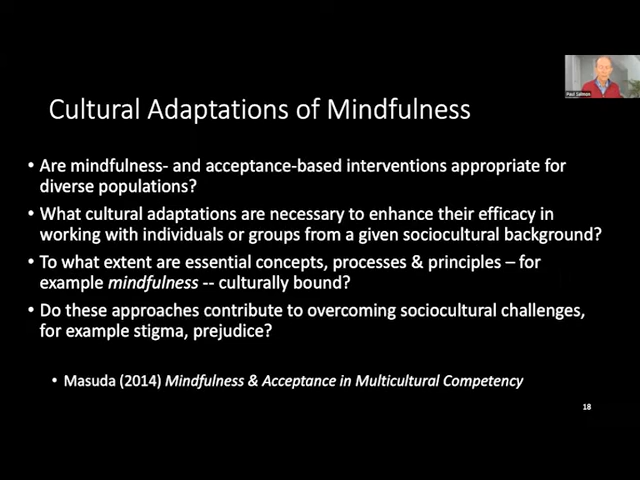 Cultural Adaptations of Mindfulness
• Are mindfulness- and acceptance-based interventions appropriate for
diverse populations?
• What cultural adaptations are necessary to enhance their efficacy in
working with individuals or groups from a given sociocultural background?
• To what extent are essential concepts, processes & principles – for
example mindfulness -- culturally bound?
• Do these approaches contribute to overcoming sociocultural challenges,
for example stigma, prejudice?
• Masuda (2014) Mindfulness & Acceptance in Multicultural Competency
18
Paul Salmon